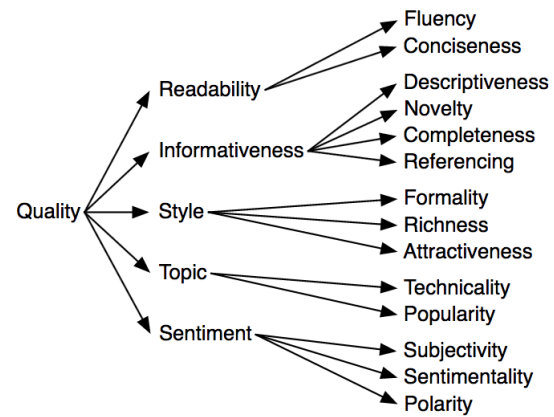 Quality
Readability
Fluency
Conciseness
Informativeness
Descriptiveness
Novelty
Completeness
Referencing
Style
Formality
Richness
Attractiveness
Topic
Technicality
Popularity
Sentiment
Subjectivity
Sentimentality
Polarity